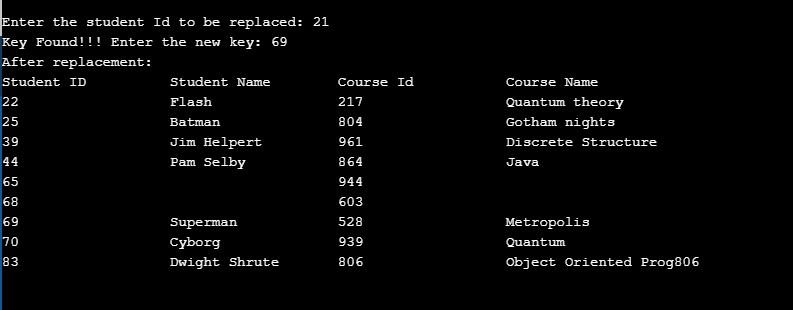 Enter the student Id to be replaced: 21
Key Found!!! Enter the new key: 69
After replacement:
Student ID Student Name Course Id Course Name
22 Flash 217 Quantum theory
25 Batman 804 Gotham nights
39 Jim Helpert 961 Discrete Structure
44 Pam Selby 864 Java
65 944
68 603
69 Superman 528 Metropolis
70 Cyborg 939 Quantum
83 Dwight Shrute 806 Object Oriented Prog806